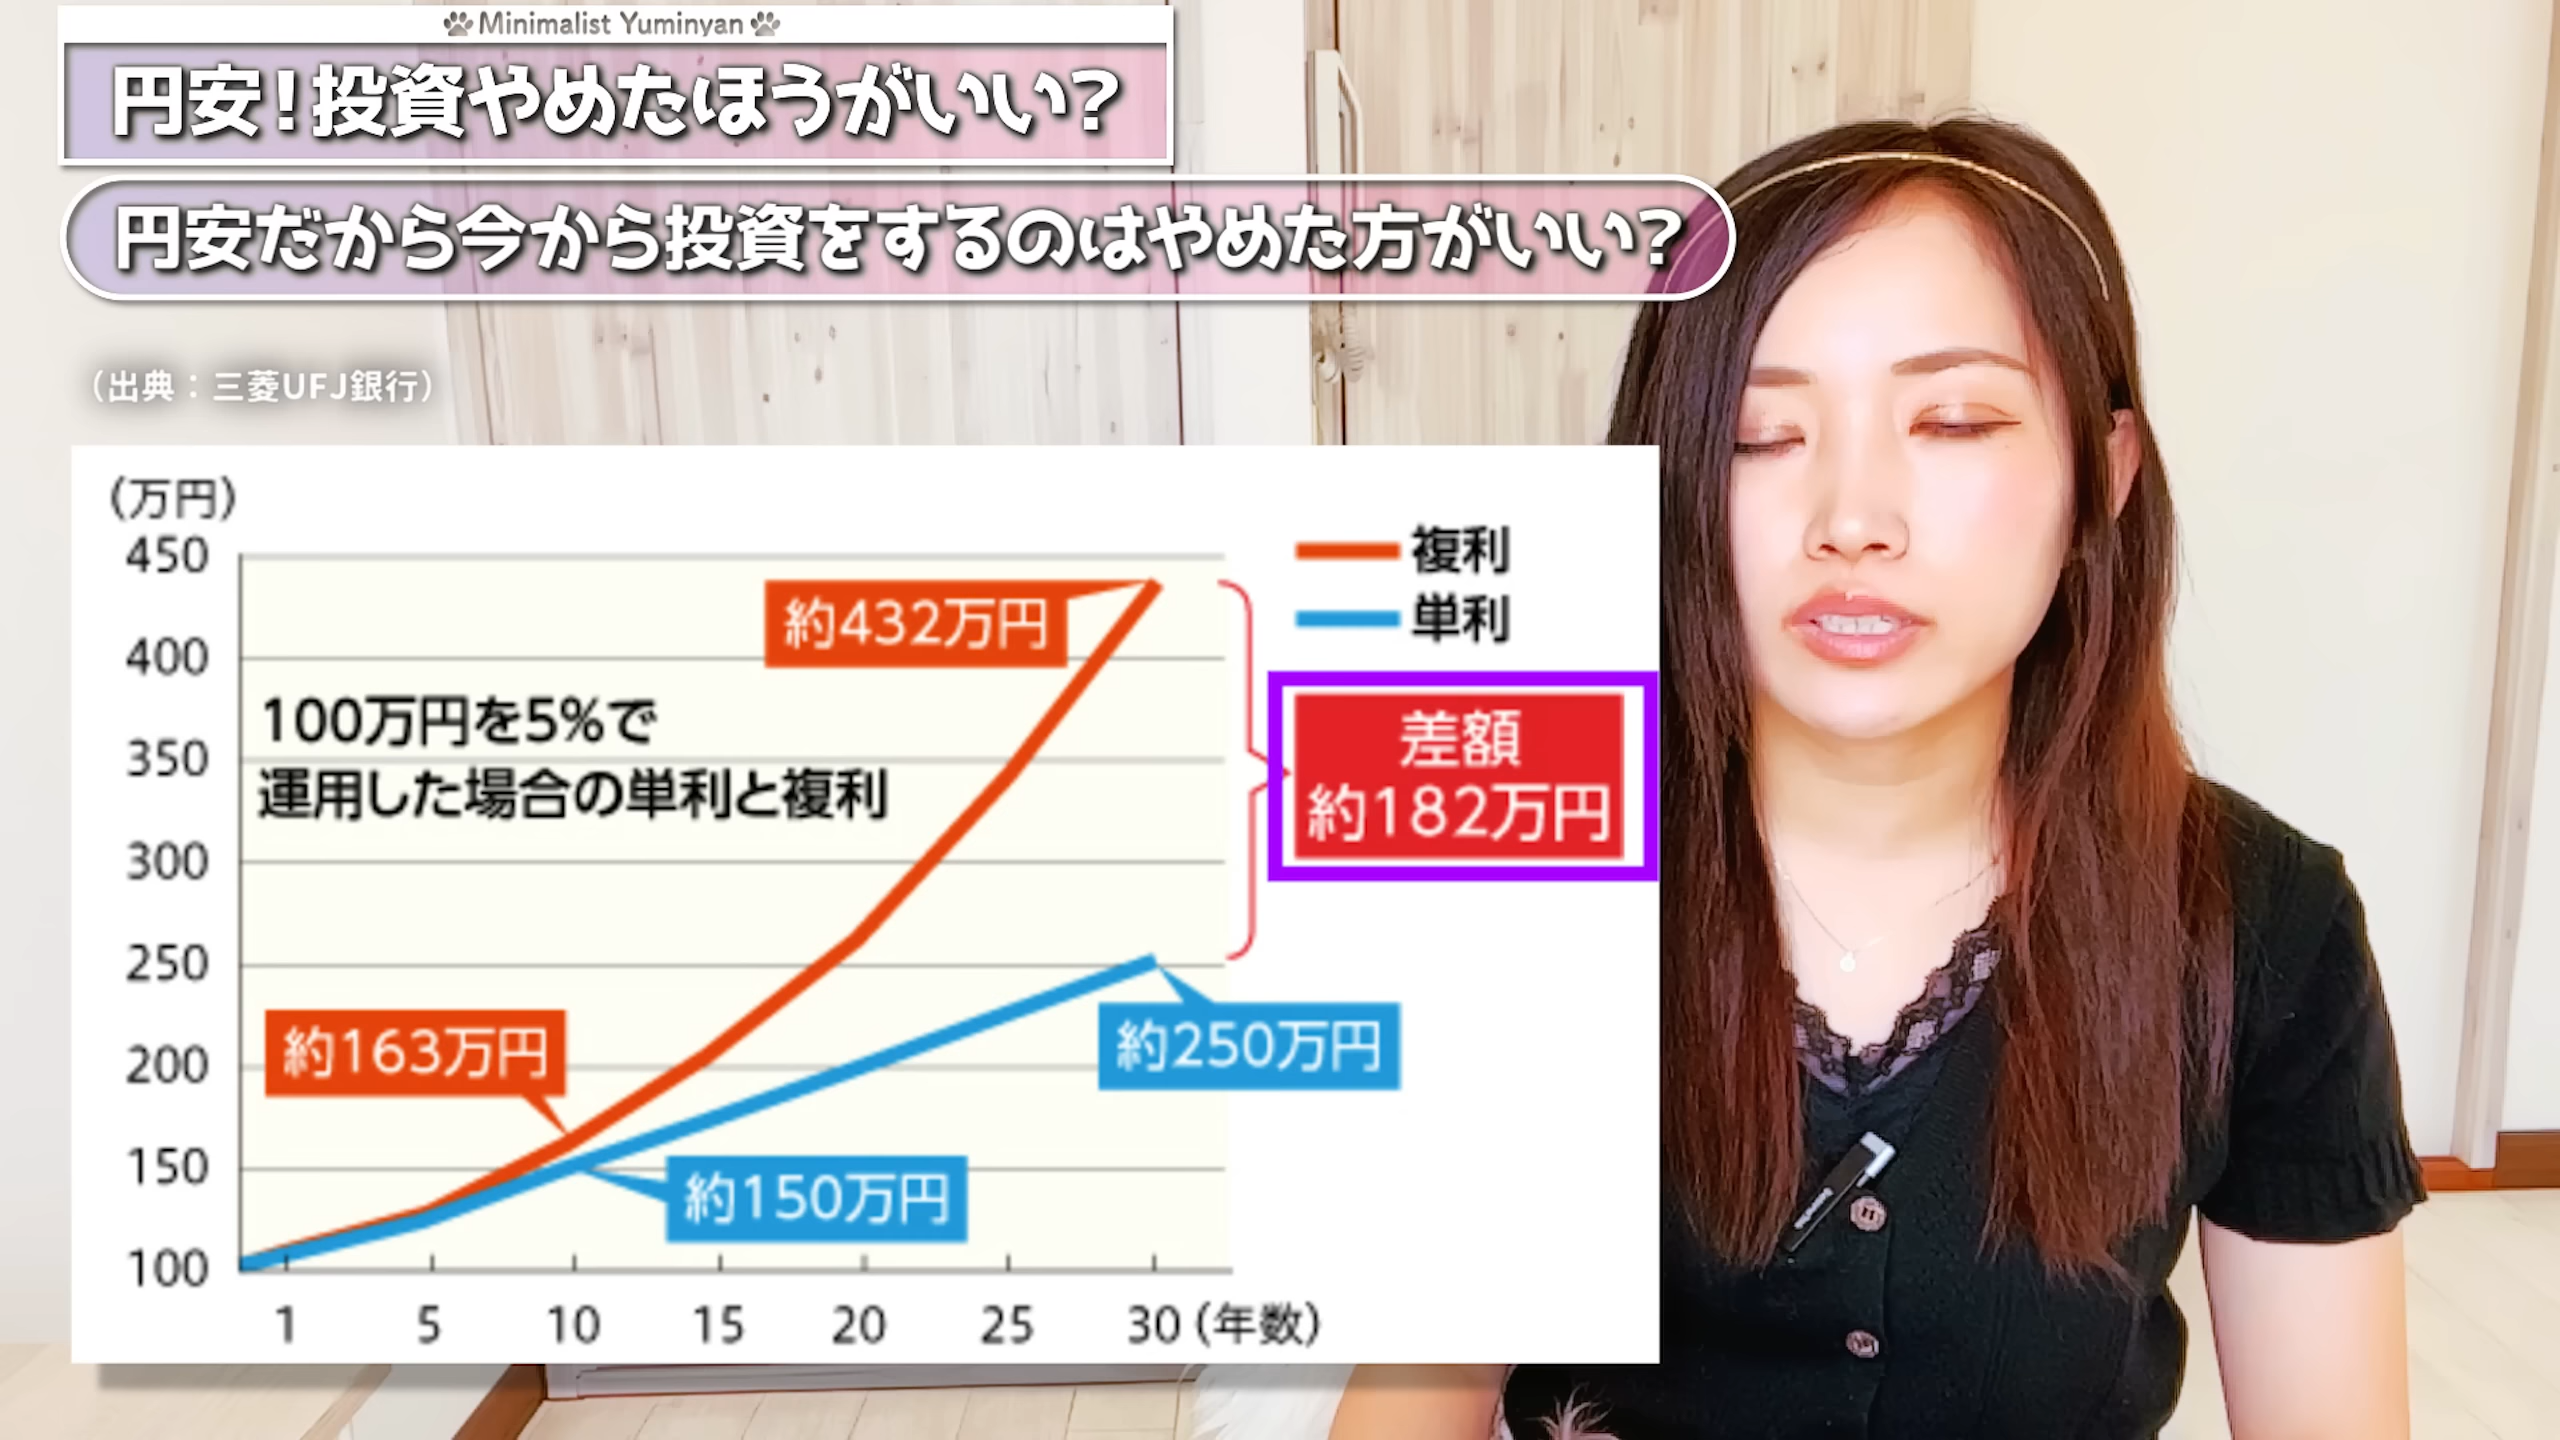 Minimalist Yuminyan
円安!投資やめたほうがいい?
円安だから今から投資をするのはやめた方がいい?
(出典:三菱UFJ銀行)
(万円)
450
400
350
300
250
200
150
100
100万円を5%で
運用した場合の単利と複利
約432万円
約163万円
約150万円
約250万円
複利
単利
差額
約182万円
1 5 10 15 20 25 30 (年数)